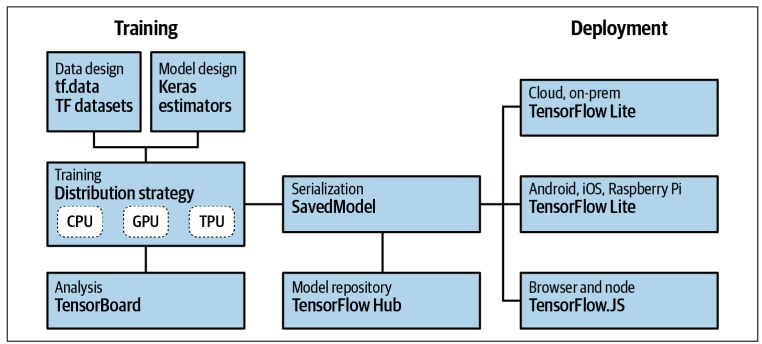 Training
Deployment
Data design
tf.data
TF datasets
Model design
Keras
estimators
Training
Distribution strategy
CPU
GPU
TPU
Analysis
TensorBoard
Serialization
SavedModel
Model repository
TensorFlow Hub
Cloud, on-prem
TensorFlow Lite
Android, iOS, Raspberry Pi
TensorFlow Lite
Browser and node
TensorFlow.JS